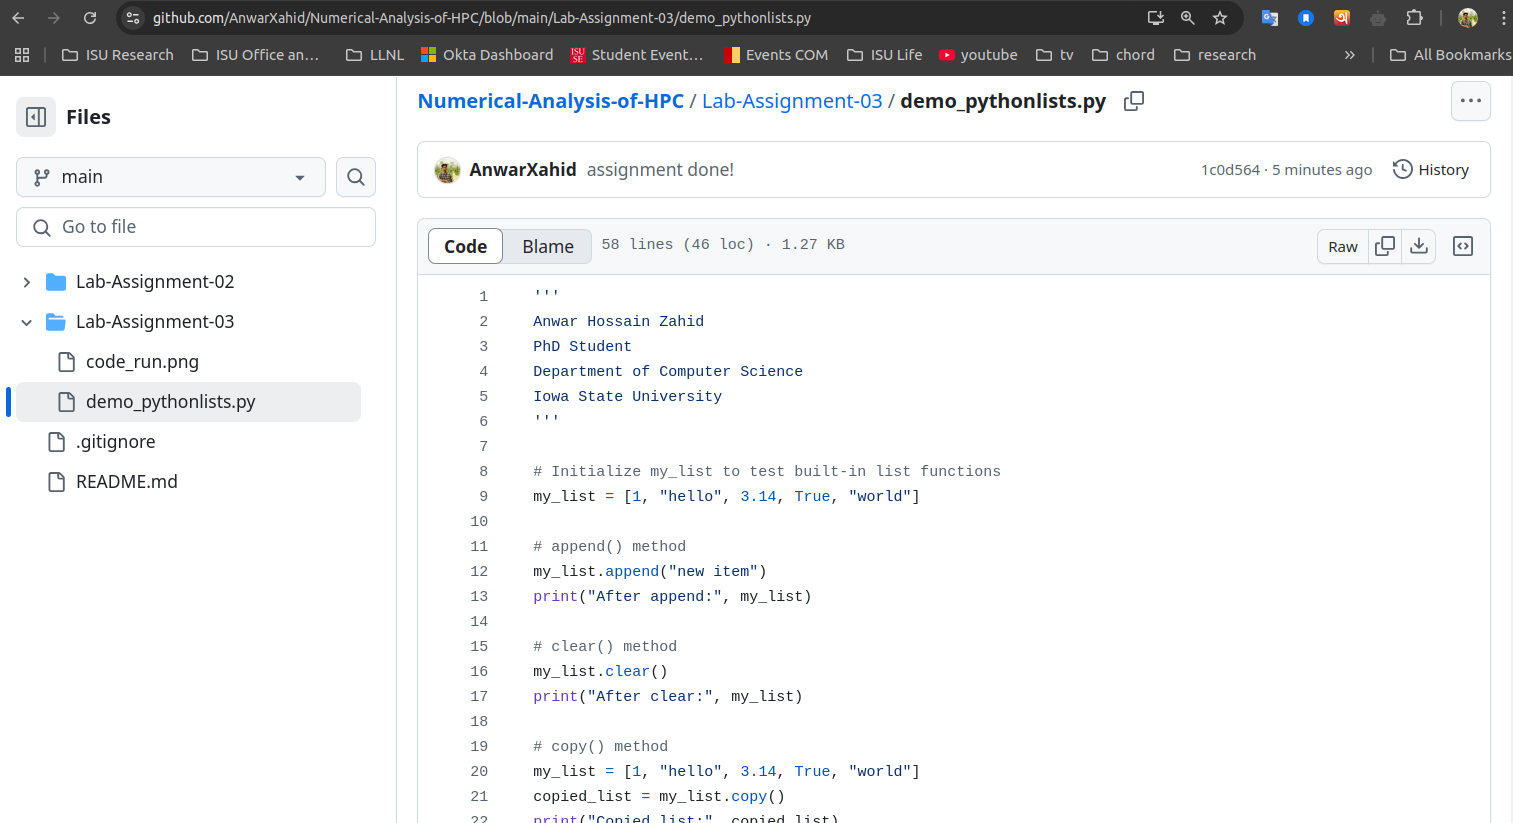 github.com/AnwarXahid/Numerical-Analysis-of-HPC/blob/main/Lab-Assignment-03/demo_pythonlists.py
ISU Research ISU Office an... LLNL Okta Dashboard Student Event... Events COM ISU Life youtube tv chord research » All Bookmarks
Files
main
Go to file
Lab-Assignment-02
Lab-Assignment-03
code_run.png
demo_pythonlists.py
.gitignore
README.md
Numerical-Analysis-of-HPC / Lab-Assignment-03 / demo_pythonlists.py
AnwarXahid assignment done! 1c0d564 · 5 minutes ago History
Code Blame 58 lines (46 loc) · 1.27 KB Raw
1 '''
2 Anwar Hossain Zahid
3 PhD Student
4 Department of Computer Science
5 Iowa State University
6 '''
7
8 # Initialize my_list to test built-in list functions
9 my_list = [1, "hello", 3.14, True, "world"]
10
11 # append() method
12 my_list.append("new item")
13 print("After append:", my_list)
14
15 # clear() method
16 my_list.clear()
17 print("After clear:", my_list)
18
19 # copy() method
20 my_list = [1, "hello", 3.14, True, "world"]
21 copied_list = my_list.copy()
22 print("Copied list:", copied_list)